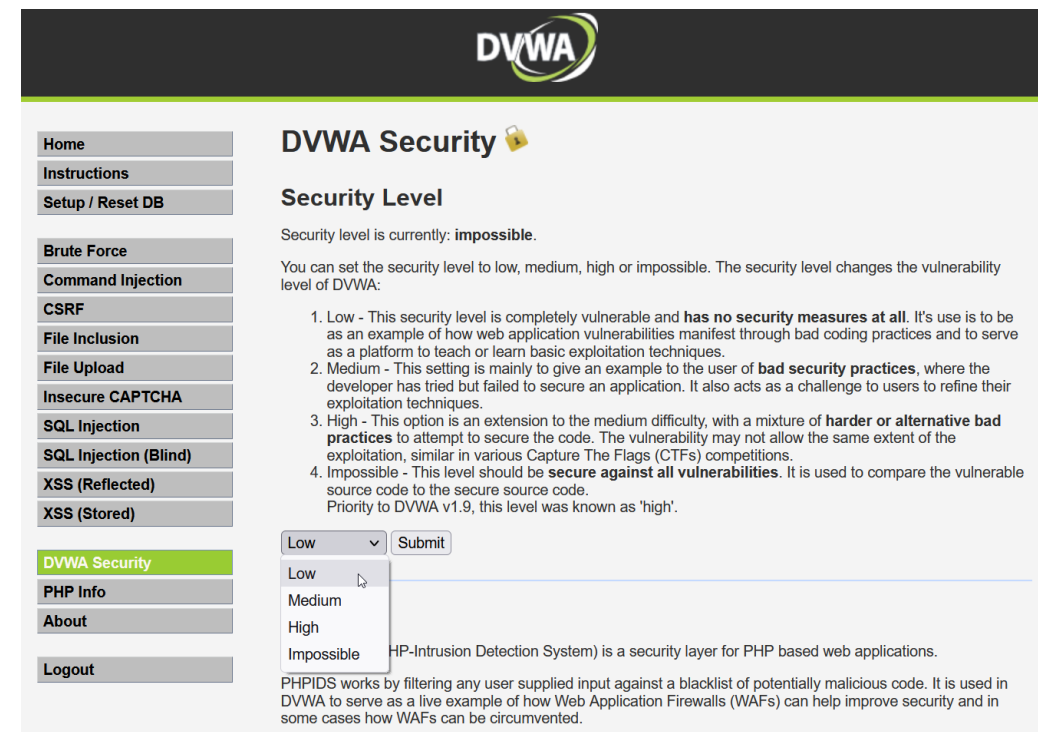 DVWA
Home
Instructions
Setup / Reset DB
Brute Force
Command Injection
CSRF
File Inclusion
File Upload
Insecure CAPTCHA
SQL Injection
SQL Injection (Blind)
XSS (Reflected)
XSS (Stored)
DVWA Security
PHP Info
About
Logout
DVWA Security
Security Level
Security level is currently: impossible.
You can set the security level to low, medium, high or impossible. The security level changes the vulnerability
level of DVWA:
1. Low - This security level is completely vulnerable and has no security measures at all. It's use is to be
as an example of how web application vulnerabilities manifest through bad coding practices and to serve
as a platform to teach or learn basic exploitation techniques.
2. Medium - This setting is mainly to give an example to the user of bad security practices, where the
developer has tried but failed to secure an application. It also acts as a challenge to users to refine their
exploitation techniques.
3. High - This option is an extension to the medium difficulty, with a mixture of harder or alternative bad
practices to attempt to secure the code. The vulnerability may not allow the same extent of the
exploitation, similar in various Capture The Flags (CTFs) competitions.
4. Impossible - This level should be secure against all vulnerabilities. It is used to compare the vulnerable
source code to the secure source code.
Priority to DVWA v1.9, this level was known as 'high'.
Low Submit
Low
Medium
High
Impossible
HP-Intrusion Detection System) is a security layer for PHP based web applications.
PHPIDS works by filtering any user supplied input against a blacklist of potentially malicious code. It is used in
DVWA to serve as a live example of how Web Application Firewalls (WAFs) can help improve security and in
some cases how WAFs can be circumvented.